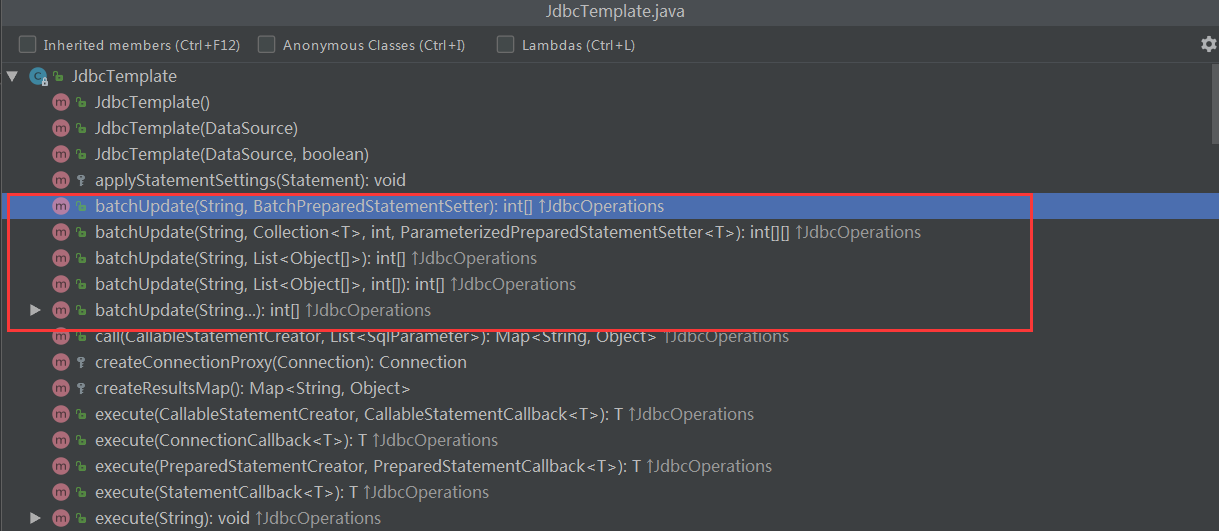 JdbcTemplate.java
Inherited members (Ctrl+F12) Anonymous Classes (Ctrl+I) Lambdas (Ctrl+L)
JdbcTemplate
JdbcTemplate()
JdbcTemplate(DataSource)
JdbcTemplate(DataSource, boolean)
applyStatementSettings(Statement): void
batchUpdate(String, BatchPreparedStatementSetter): int[] ↑JdbcOperations
batchUpdate(String, Collection<T>, int, ParameterizedPreparedStatementSetter<T>): int[][] ↑JdbcOperations
batchUpdate(String, List<Object[]>): int[] ↑JdbcOperations
batchUpdate(String, List<Object[]>, int[]): int[] ↑JdbcOperations
batchUpdate(String...): int[] ↑JdbcOperations
call(CallableStatementCreator, List<SqlParameter>): Map<String, Object> ↑JdbcOperations
createConnectionProxy(Connection): Connection
createResultsMap(): Map<String, Object>
execute(CallableStatementCreator, CallableStatementCallback<T>): T ↑JdbcOperations
execute(ConnectionCallback<T>): T ↑JdbcOperations
execute(PreparedStatementCreator, PreparedStatementCallback<T>): T ↑JdbcOperations
execute(StatementCallback<T>): T ↑JdbcOperations
execute(String): void ↑JdbcOperations